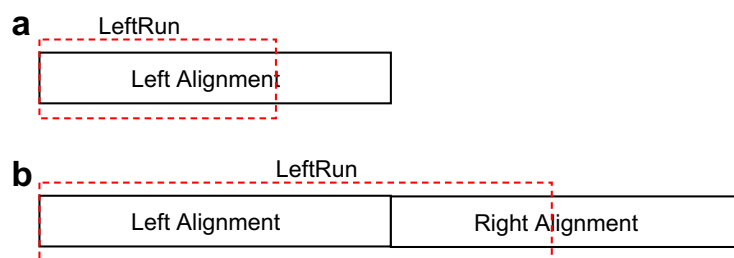 a
LeftRun
Left Alignment
b
LeftRun
Left Alignment
Right Alignment